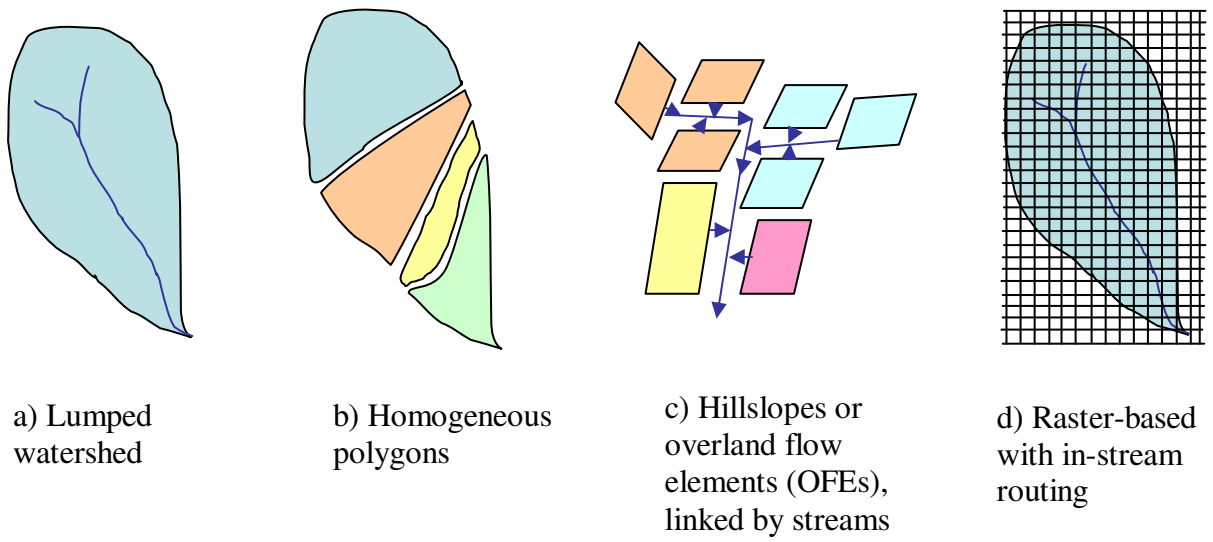 a) Lumped
watershed
b) Homogeneous
polygons
c) Hillslopes or
overland flow
elements (OFEs),
linked by streams
d) Raster-based
with in-stream
routing